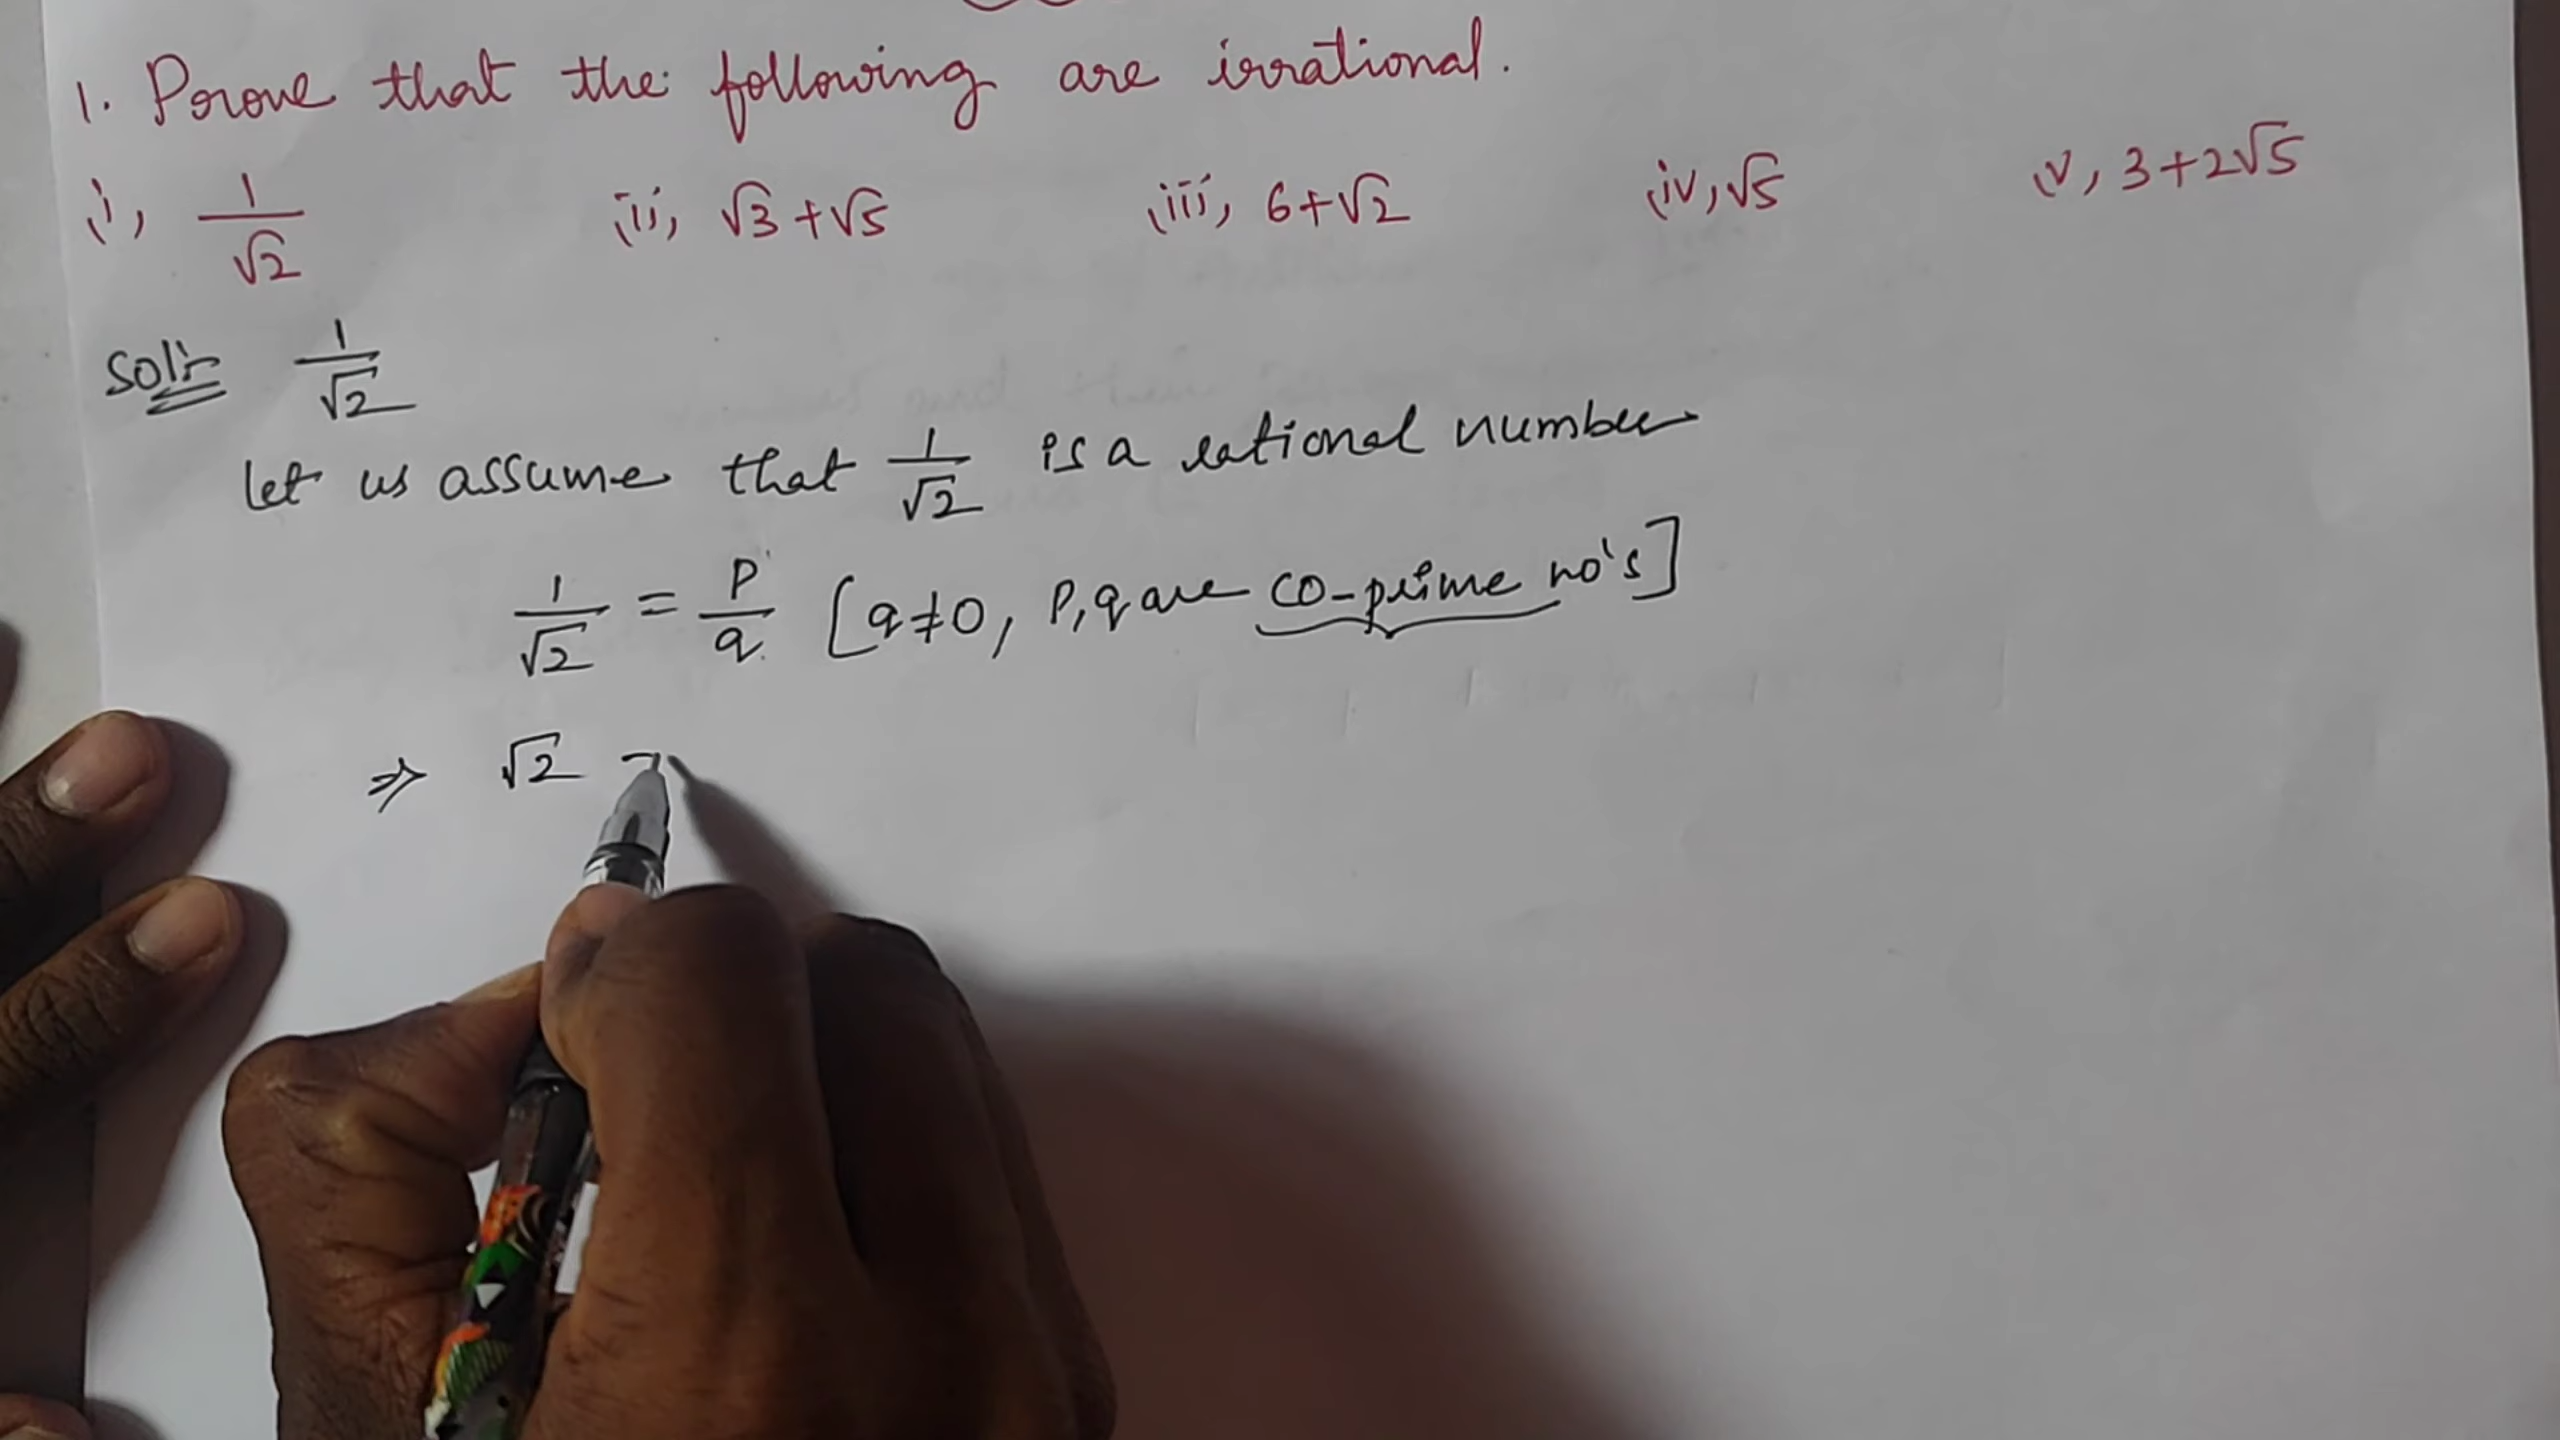 1. Prove that the following are irrational.
(i) 1/√2 (ii) √3+√5 (iii) 6+√2 (iv) √5 (v) 3+2√5
Sol:- 1/√2
let us assume that 1/√2 is a rational number
1/√2 = P/q [q≠0, P,q are co-prime no's]
⇒ √2 =